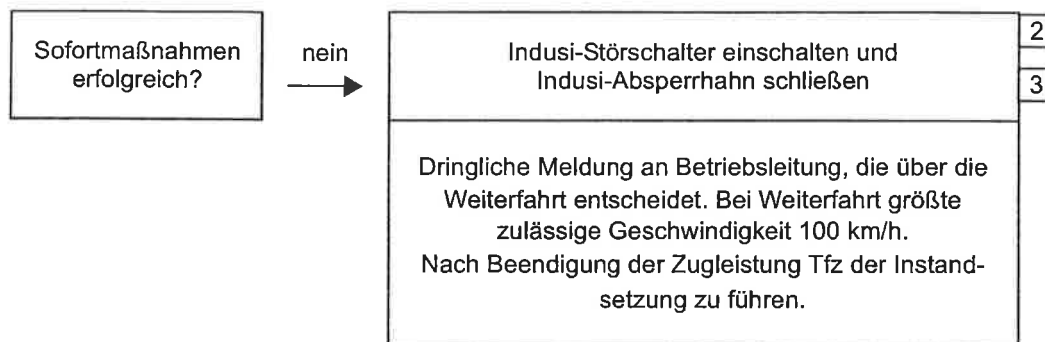 Sofortmaßnahmen
erfolgreich?
nein
Indusi-Störschalter einschalten und
Indusi-Absperrhahn schließen
2
3
Dringliche Meldung an Betriebsleitung, die über die
Weiterfahrt entscheidet. Bei Weiterfahrt größte
zulässige Geschwindigkeit 100 km/h.
Nach Beendigung der Zugleistung Tfz der Instand-
setzung zu führen.